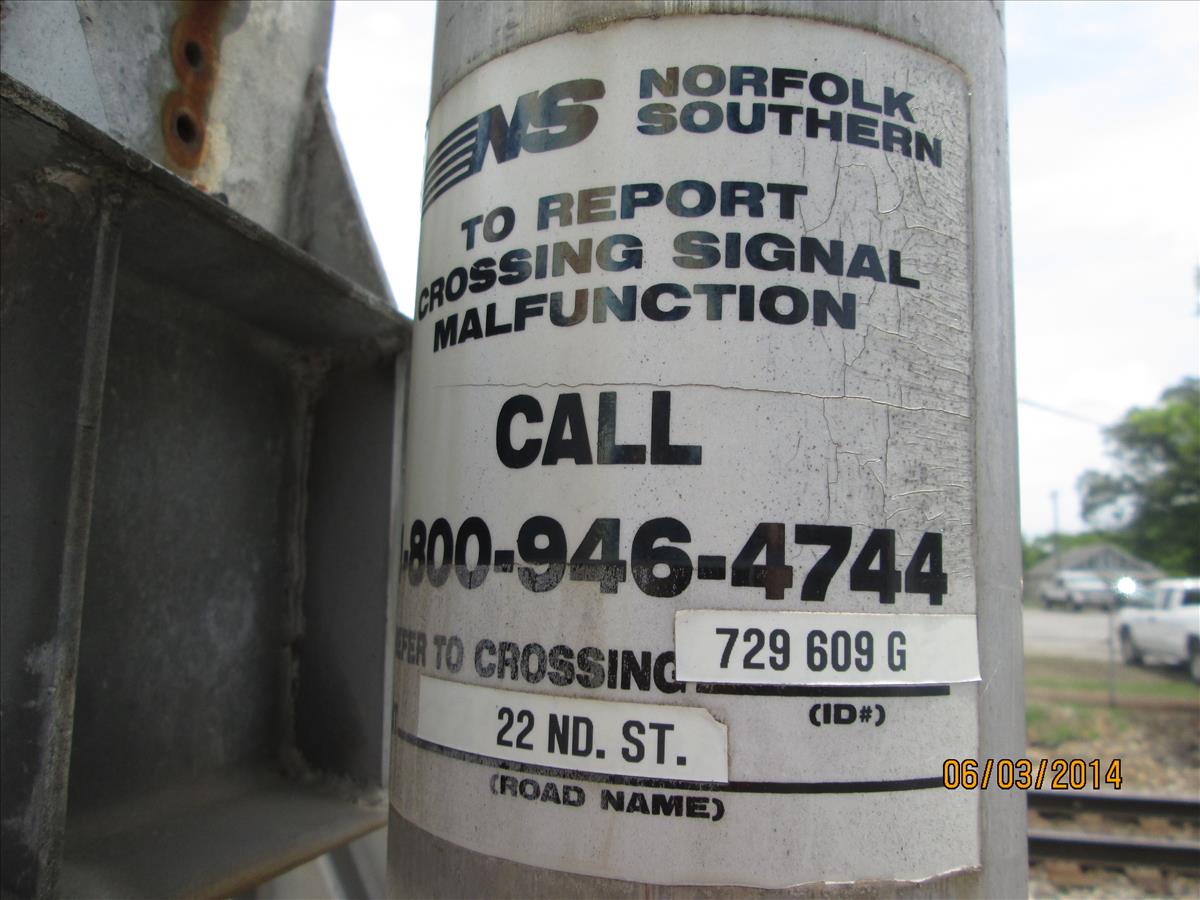 NS NORFOLK
SOUTHERN
TO REPORT
CROSSING SIGNAL
MALFUNCTION
CALL
-800-946-4744
EFER TO CROSSING 729 609 G
(ID#)
22 ND. ST.
(ROAD NAME)
06/03/2014